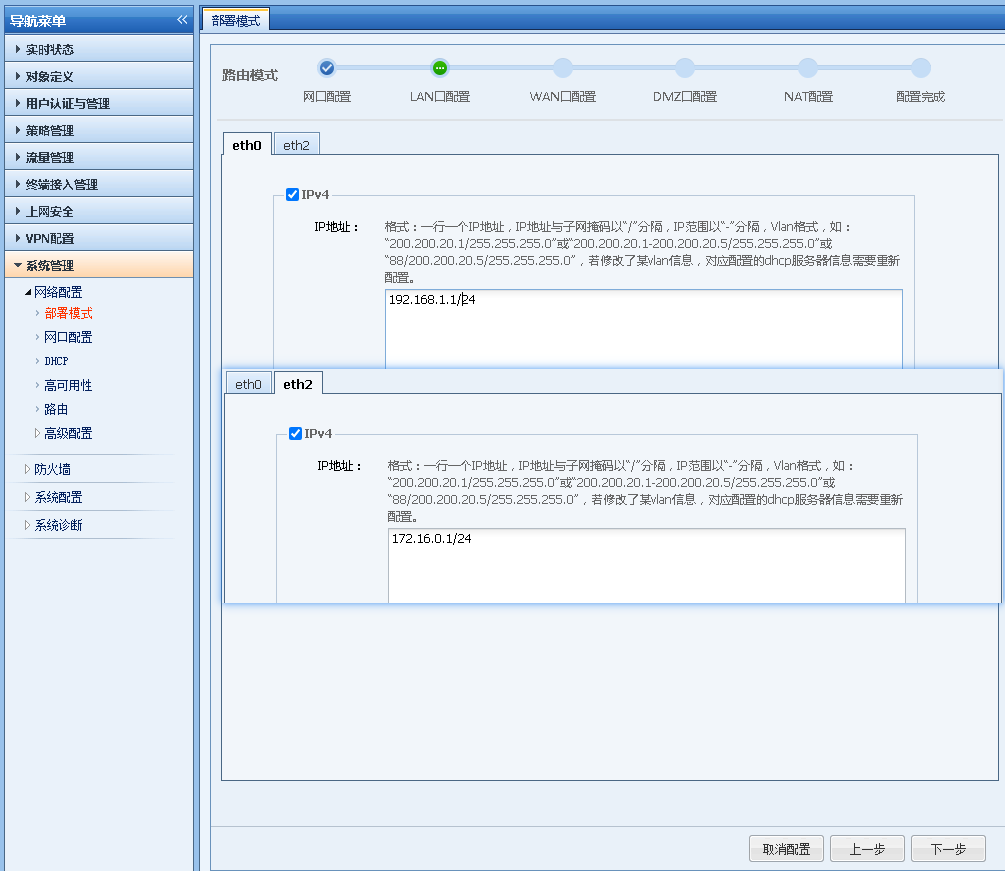 导航菜单
实时状态
对象定义
用户认证与管理
策略管理
流量管理
终端接入管理
上网安全
VPN配置
系统管理
网络配置
部署模式
网口配置
DHCP
高可用性
路由
高级配置
防火墙
系统配置
系统诊断
部署模式
路由模式
网口配置
LAN口配置
WAN口配置
DMZ口配置
NAT配置
配置完成
eth0
eth2
IPv4
IP地址：
格式：一行一个IP地址，IP地址与子网掩码以“/”分隔，IP范围以“-”分隔，Vlan格式，如：
“200.200.20.1/255.255.255.0”或“200.200.20.1-200.200.20.5/255.255.255.0”或
“88/200.200.20.5/255.255.255.0”，若修改了某vlan信息，对应配置的dhcp服务器信息需要重新
配置。
192.168.1.1/24
eth0
eth2
IPv4
IP地址：
格式：一行一个IP地址，IP地址与子网掩码以“/”分隔，IP范围以“-”分隔，Vlan格式，如：
“200.200.20.1/255.255.255.0”或“200.200.20.1-200.200.20.5/255.255.255.0”或
“88/200.200.20.5/255.255.255.0”，若修改了某vlan信息，对应配置的dhcp服务器信息需要重新
配置。
172.16.0.1/24
取消配置
上一步
下一步